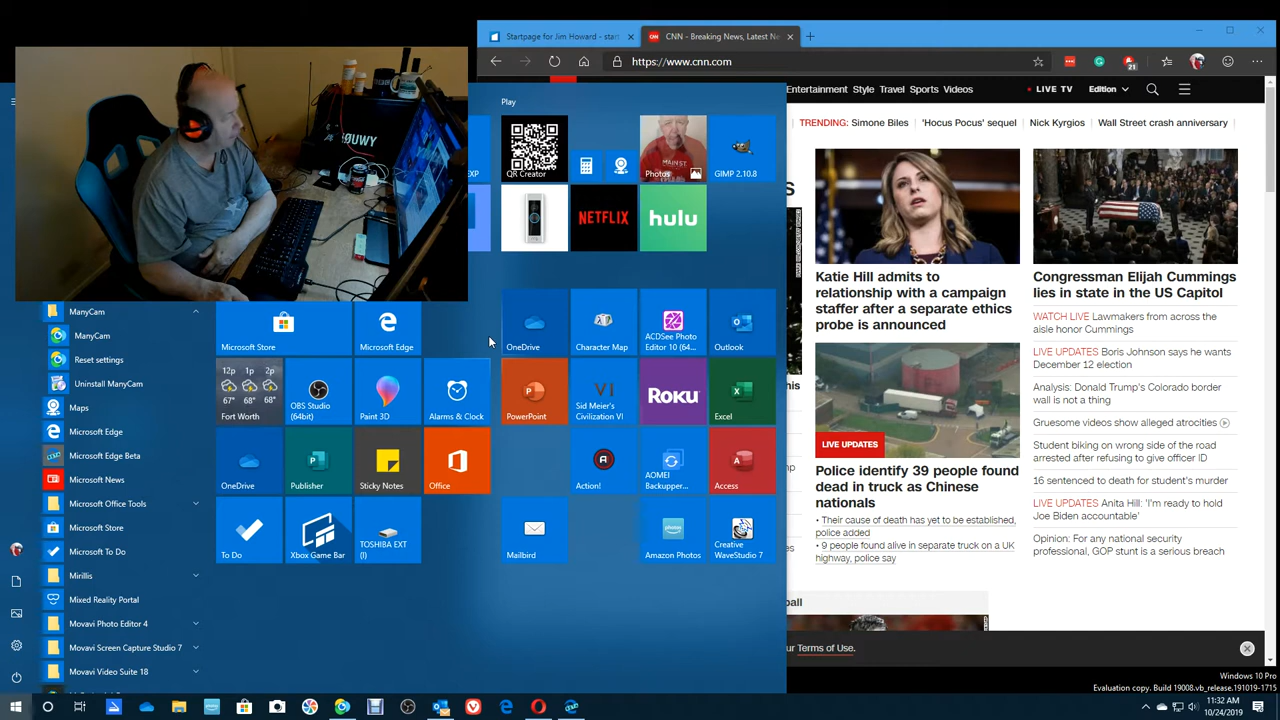 Startpage for Jim Howard - start
CNN - Breaking News, Latest Ne
https://www.cnn.com
21
Entertainment Style Travel Sports Videos
LIVE TV
Edition
TRENDING: Simone Biles 'Hocus Pocus' sequel Nick Kyrgios Wall Street crash anniversary
Katie Hill admits to
relationship with a campaign
staffer after a separate ethics
probe is announced
LIVE UPDATES
Police identify 39 people found
dead in truck as Chinese
nationals
• Their cause of death has yet to be established,
police added
• 9 people found alive in separate truck on a UK
highway, police say
Congressman Elijah Cummings
lies in state in the US Capitol
WATCH LIVE Lawmakers from across the
aisle honor Cummings
LIVE UPDATES Boris Johnson says he wants
December 12 election
Analysis: Donald Trump's Colorado border
wall is not a thing
Gruesome videos show alleged atrocities
Student biking on wrong side of the road
assaulted after refusing to give officer ID
16 sentenced to death for student's murder
LIVE UPDATES Anita Hill: 'I'm ready to hold
Joe Biden accountable'
Opinion: For anyone in national security
profession, GOP stunt is a serious breach
ball
ur Terms of Use.
Windows 10 Pro
Evaluation copy. Build 19008.vb_release.191019-1715
11:32 AM
10/24/2019
Play
XP
QR Creator
Photos
GIMP 2.10.8
NETFLIX
hulu
ManyCam
ManyCam
Reset settings
Uninstall ManyCam
Maps
Microsoft Edge
Microsoft Edge Beta
Microsoft News
Microsoft Office Tools
Microsoft Store
Microsoft To Do
Mirillis
Mixed Reality Portal
Movavi Photo Editor 4
Movavi Screen Capture Studio 7
Movavi Video Suite 18
Microsoft Store
Microsoft Edge
12p 1p 2p
67° 68° 68°
Fort Worth
OBS Studio
(64bit)
Paint 3D
Alarms & Clock
OneDrive
Publisher
Sticky Notes
Office
To Do
Xbox Game Bar
TOSHIBA EXT
(I)
OneDrive
Character Map
ACDSee Photo
Editor 10 (64...
Outlook
PowerPoint
VI
Sid Meier's
Civilization VI
Roku
Excel
Action!
AOMEI
Backupper...
Access
Mailbird
Amazon Photos
Creative
WaveStudio 7